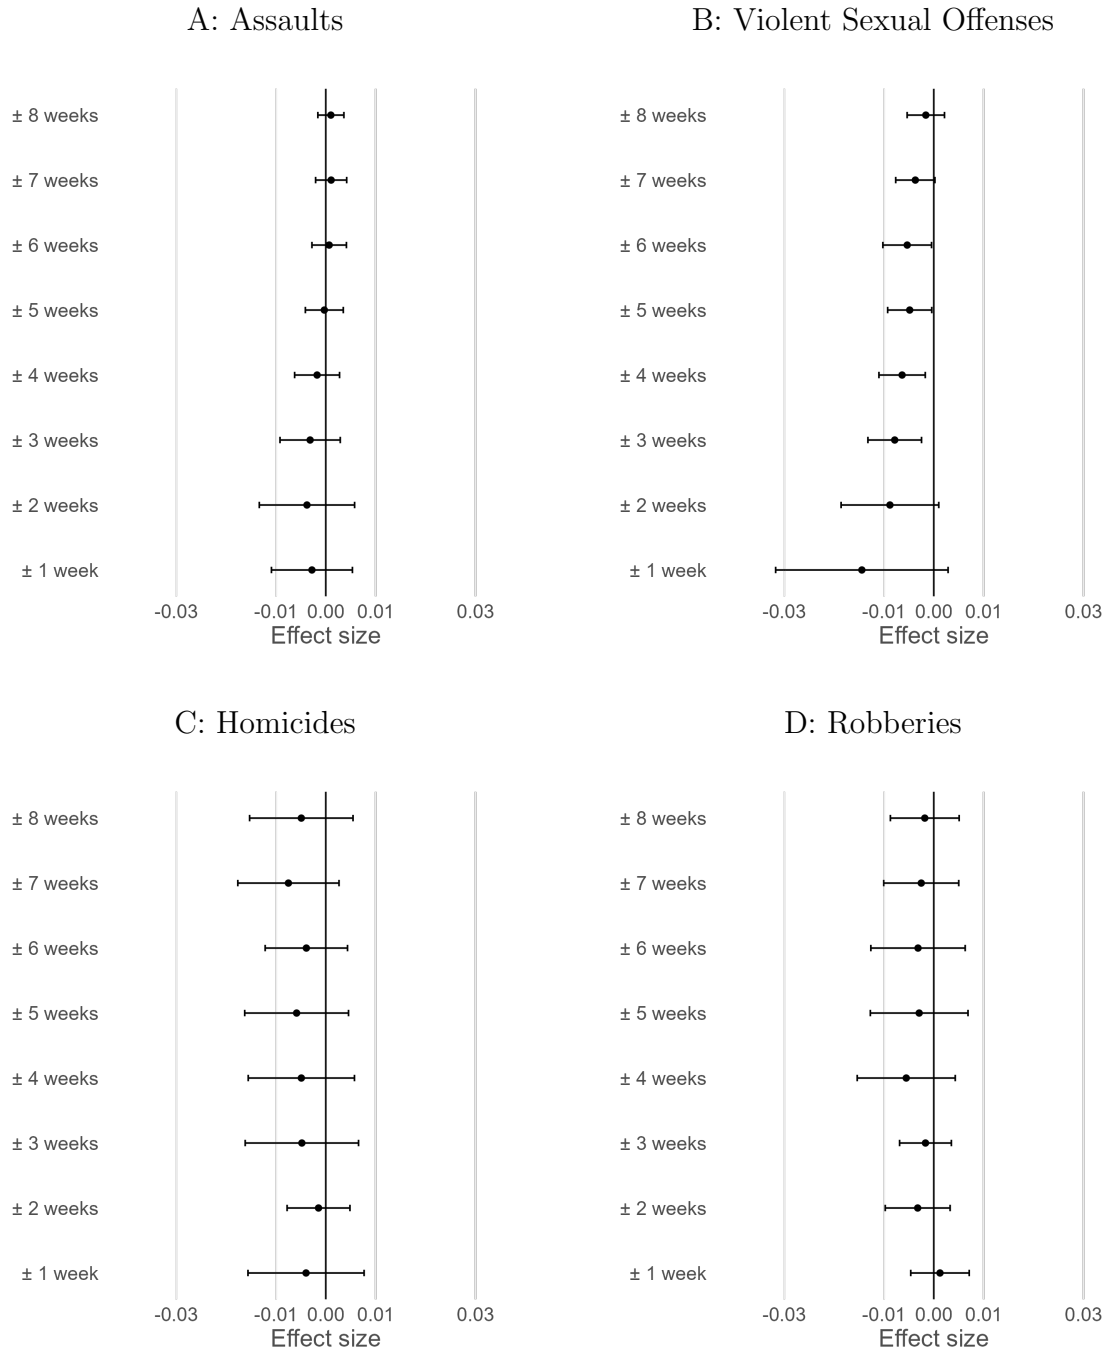 A: Assaults
± 8 weeks
± 7 weeks
± 6 weeks
± 5 weeks
± 4 weeks
± 3 weeks
± 2 weeks
± 1 week
-0.03 -0.01 0.00 0.01 0.03
Effect size
B: Violent Sexual Offenses
± 8 weeks
± 7 weeks
± 6 weeks
± 5 weeks
± 4 weeks
± 3 weeks
± 2 weeks
± 1 week
-0.03 -0.01 0.00 0.01 0.03
Effect size
C: Homicides
± 8 weeks
± 7 weeks
± 6 weeks
± 5 weeks
± 4 weeks
± 3 weeks
± 2 weeks
± 1 week
-0.03 -0.01 0.00 0.01 0.03
Effect size
D: Robberies
± 8 weeks
± 7 weeks
± 6 weeks
± 5 weeks
± 4 weeks
± 3 weeks
± 2 weeks
± 1 week
-0.03 -0.01 0.00 0.01 0.03
Effect size